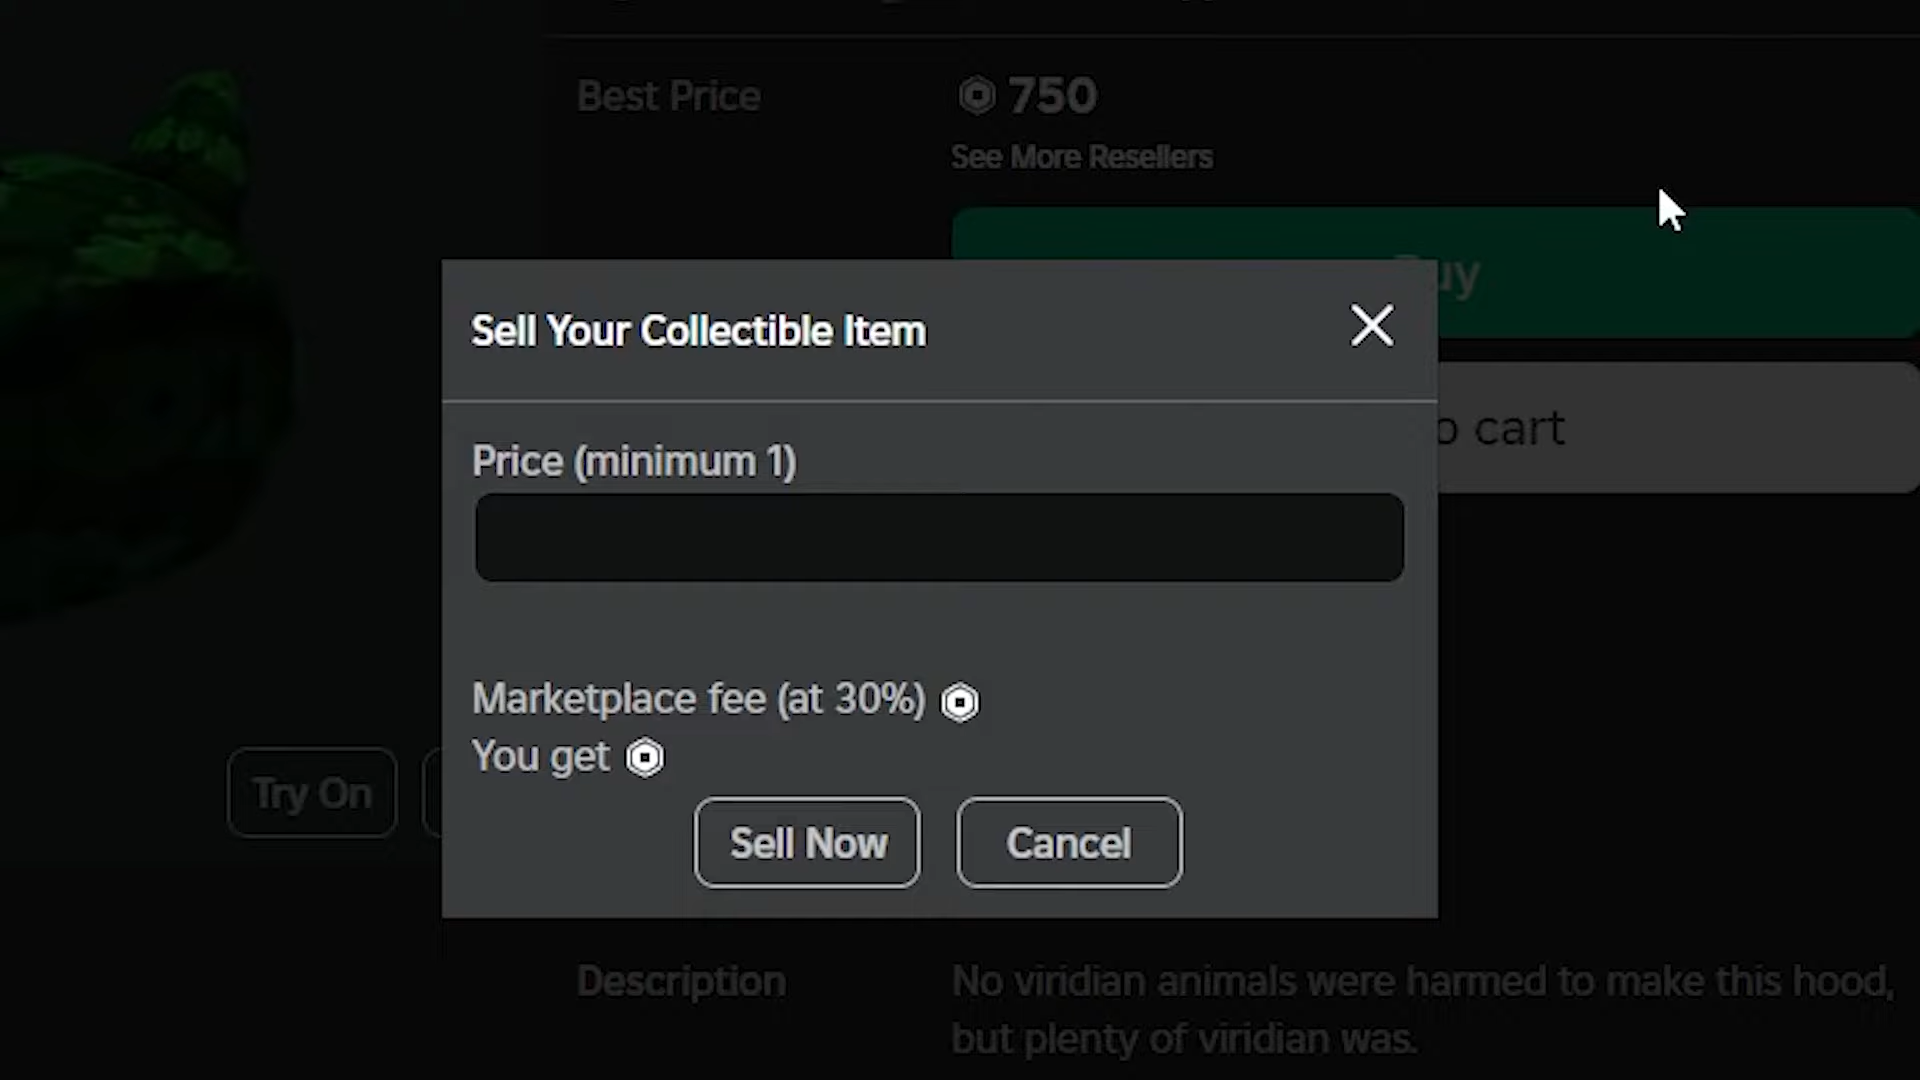 Best Price
750
See More Resellers
uy
Sell Your Collectible Item
o cart
Price (minimum 1)
Marketplace fee (at 30%)
You get
Try On
Sell Now
Cancel
Description
No viridian animals were harmed to make this hood,
but plenty of viridian was.